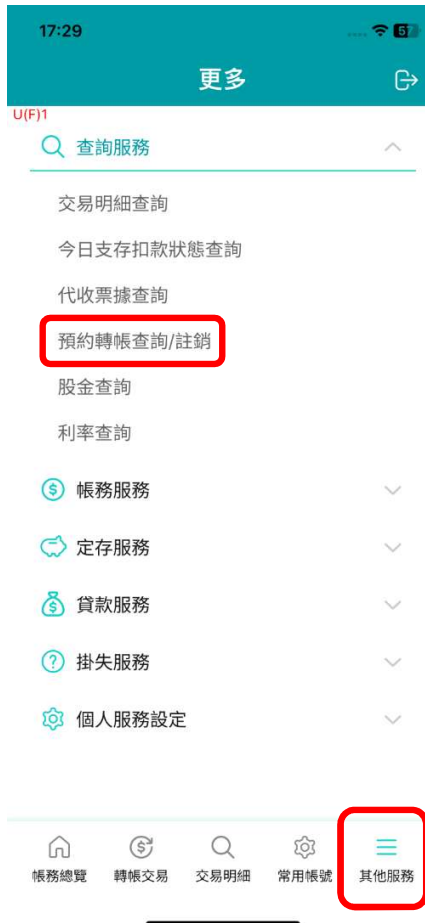 17:29
更多
U(F)1
查詢服務
交易明細查詢
今日支存扣款狀態查詢
代收票據查詢
預約轉帳查詢/註銷
股金查詢
利率查詢
帳務服務
定存服務
貸款服務
掛失服務
個人服務設定
帳務總覽 轉帳交易 交易明細 常用帳號 其他服務